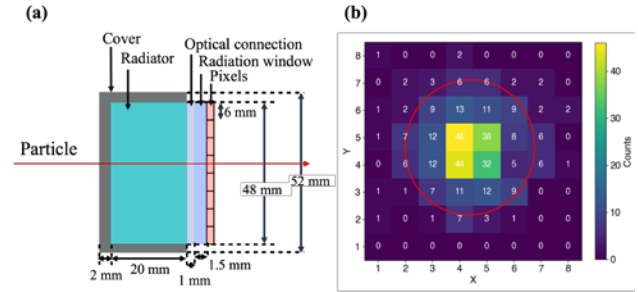 (a)
Cover
Radiator
Optical connection
Radiation window
Pixels
6 mm
Particle
48 mm
52 mm
2 mm
20 mm
1 mm
1.5 mm
(b)
8 1 0 0 2 0 0 0 0
7 0 2 3 6 6 2 0 0
6 1 2 9 13 11 9 2 2
5 1 7 12 46 38 8 6 0
4 0 6 12 44 32 5 6 1
3 1 1 7 11 12 9 0 0
2 0 0 1 7 3 1 0 0
1 0 0 0 0 0 0 0 0
1 2 3 4 5 6 7 8
X
Y
40
30
20
10
0
Counts